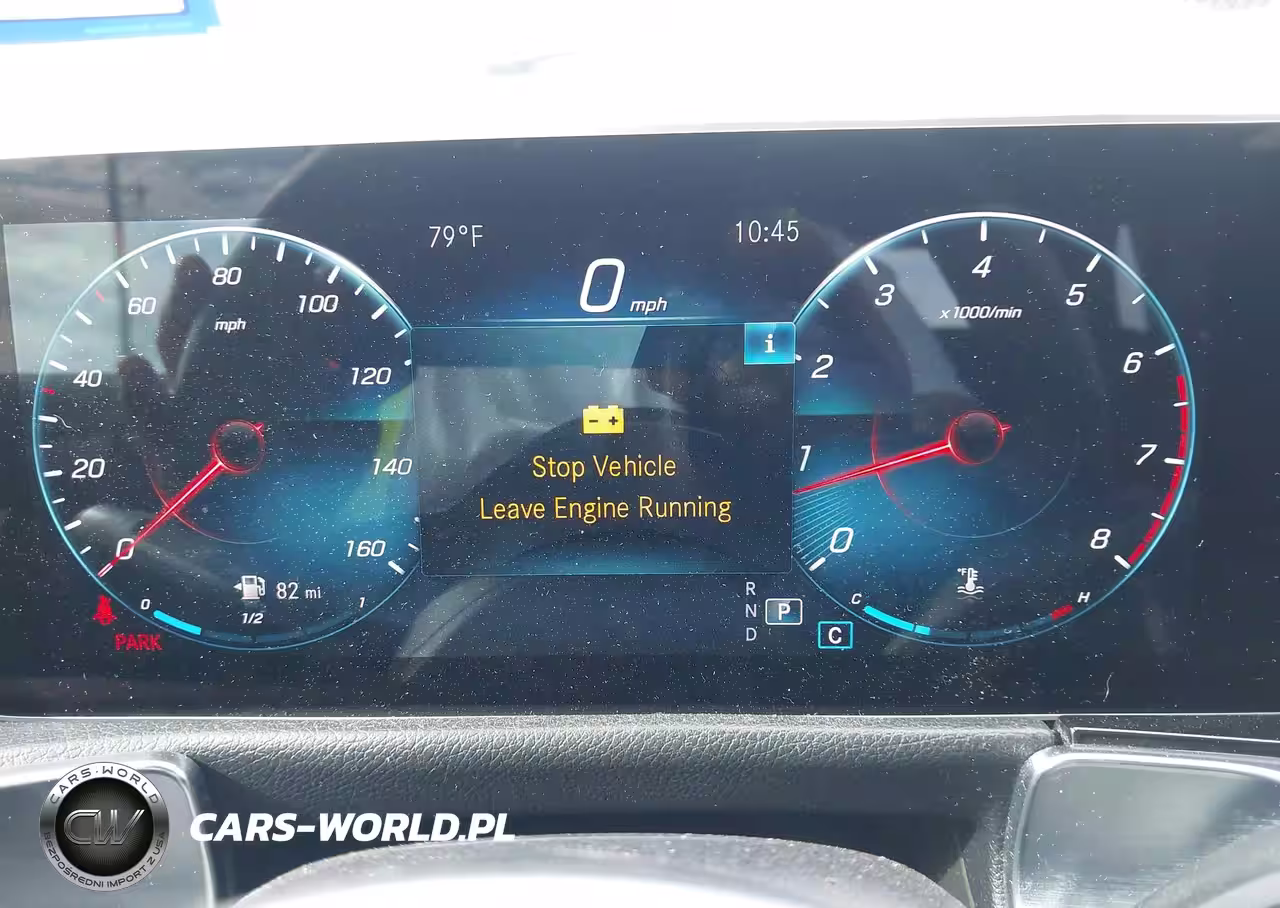 79°F
10:45
0 mph
i
Stop Vehicle
Leave Engine Running
0
20
40
60
80
100
120
140
160
mph
82 mi
0
1/2
1
PARK
R
N
D
P
C
0
1
2
3
4
5
6
7
8
x1000/min
°F
C
H
CARS-WORLD
CW
BEZPOŚREDNI IMPORT Z USA
CARS-WORLD.PL